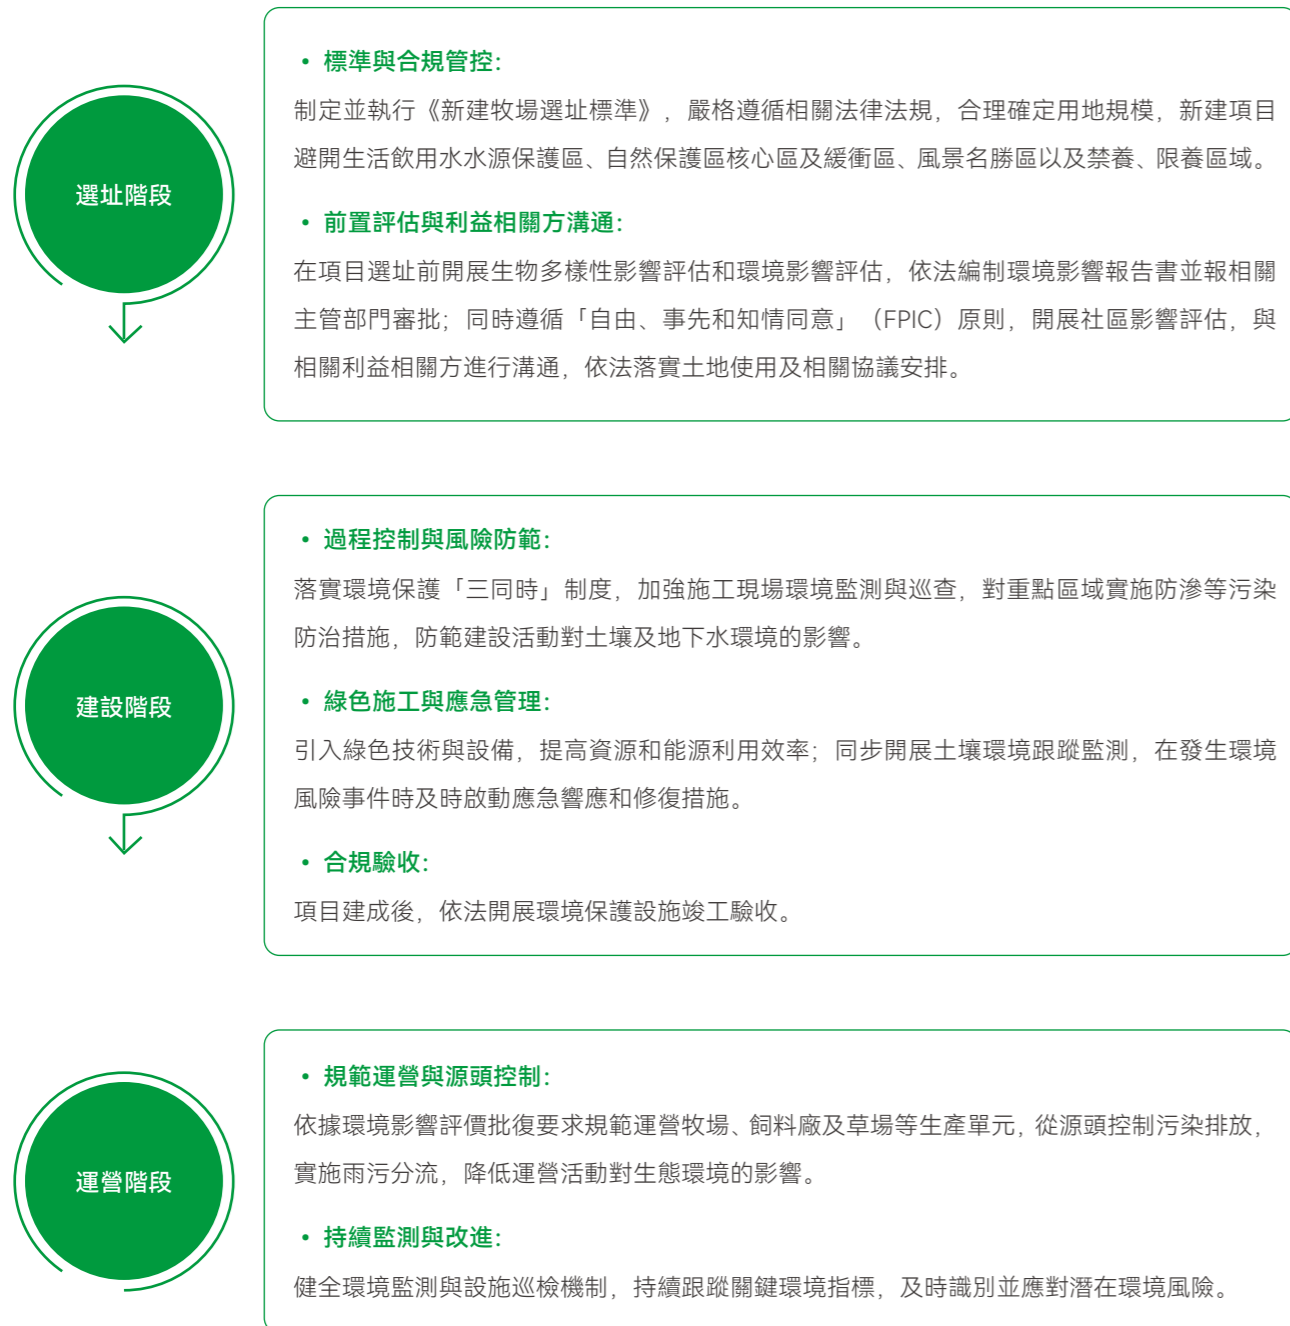 選址階段
• 標準與合規管控：
制定並執行《新建牧場選址標準》，嚴格遵循相關法律法規，合理確定用地規模，新建項目
避開生活飲用水水源保護區、自然保護區核心區及緩衝區、風景名勝區以及禁養、限養區域。
• 前置評估與利益相關方溝通：
在項目選址前開展生物多樣性影響評估和環境影響評估，依法編制環境影響報告書並報相關
主管部門審批；同時遵循「自由、事先和知情同意」（FPIC）原則，開展社區影響評估，與
相關利益相關方進行溝通，依法落實土地使用及相關協議安排。
建設階段
• 過程控制與風險防範：
落實環境保護「三同時」制度，加強施工現場環境監測與巡查，對重點區域實施防滲等污染
防治措施，防範建設活動對土壤及地下水環境的影響。
• 綠色施工與應急管理：
引入綠色技術與設備，提高資源和能源利用效率；同步開展土壤環境跟蹤監測，在發生環境
風險事件時及時啟動應急響應和修復措施。
• 合規驗收：
項目建成後，依法開展環境保護設施竣工驗收。
運營階段
• 規範運營與源頭控制：
依據環境影響評價批復要求規範運營牧場、飼料廠及草場等生產單元，從源頭控制污染排放，
實施雨污分流，降低運營活動對生態環境的影響。
• 持續監測與改進：
健全環境監測與設施巡檢機制，持續跟蹤關鍵環境指標，及時識別並應對潛在環境風險。